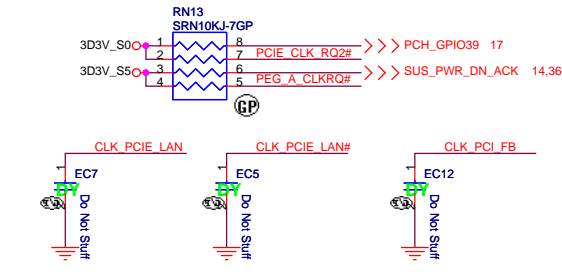 RN13
SRN10KJ-7GP
3D3V_S0 1 8 PCH_GPIO39 17
2 7 PCIE_CLK_RQ2#
3D3V_S5 3 6 SUS_PWR_DN_ACK 14,36
4 5 PEG_A_CLKRQ#
GP
CLK_PCIE_LAN CLK_PCIE_LAN# CLK_PCI_FB
1 1 1
EC7 EC5 EC12
DY DY DY
Do Not Stuff Do Not Stuff Do Not Stuff